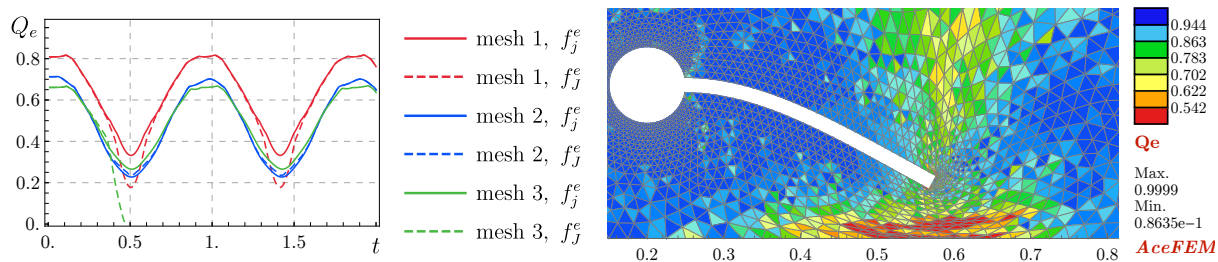 Q_e
0.8
0.6
0.4
0.2
0.
0. 0.5 1. 1.5 t
mesh 1, f_j^e
mesh 1, f_J^e
mesh 2, f_j^e
mesh 2, f_J^e
mesh 3, f_j^e
mesh 3, f_J^e
0.2 0.3 0.4 0.5 0.6 0.7 0.8
0.944
0.863
0.783
0.702
0.622
0.542
Qe
Max.
0.9999
Min.
0.8635e−1
AceFEM